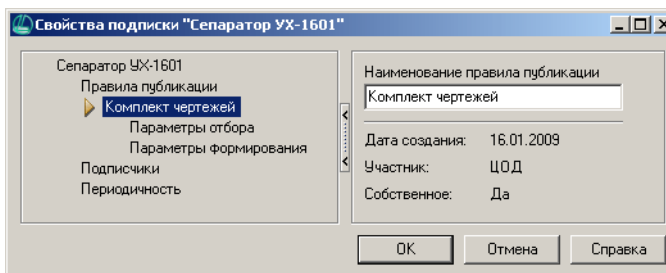 Свойства подписки "Сепаратор УХ-1601"
Сепаратор УХ-1601
Правила публикации
Комплект чертежей
Параметры отбора
Параметры формирования
Подписчики
Периодичность
Наименование правила публикации
Комплект чертежей
Дата создания: 16.01.2009
Участник: ЦОД
Собственное: Да
ОК Отмена Справка